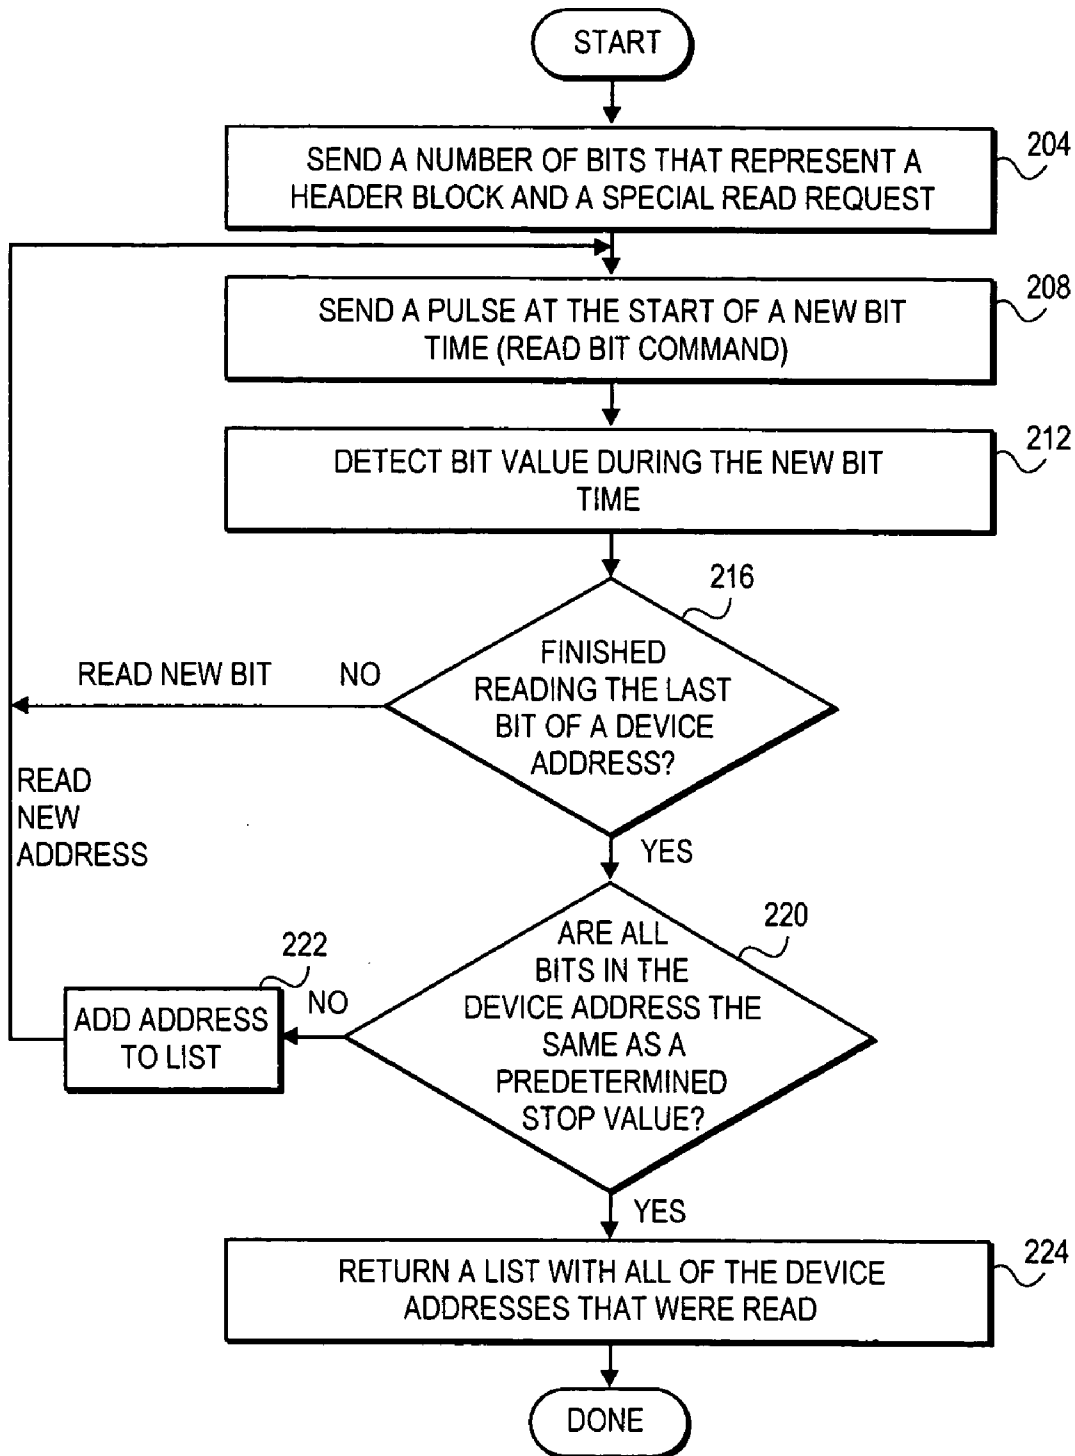 START
SEND A NUMBER OF BITS THAT REPRESENT A
HEADER BLOCK AND A SPECIAL READ REQUEST
204
SEND A PULSE AT THE START OF A NEW BIT
TIME (READ BIT COMMAND)
208
DETECT BIT VALUE DURING THE NEW BIT
TIME
212
216
FINISHED
READING THE LAST
BIT OF A DEVICE
ADDRESS?
READ NEW BIT
NO
READ
NEW
ADDRESS
YES
220
ARE ALL
BITS IN THE
DEVICE ADDRESS THE
SAME AS A
PREDETERMINED
STOP VALUE?
222
NO
ADD ADDRESS
TO LIST
YES
224
RETURN A LIST WITH ALL OF THE DEVICE
ADDRESSES THAT WERE READ
DONE